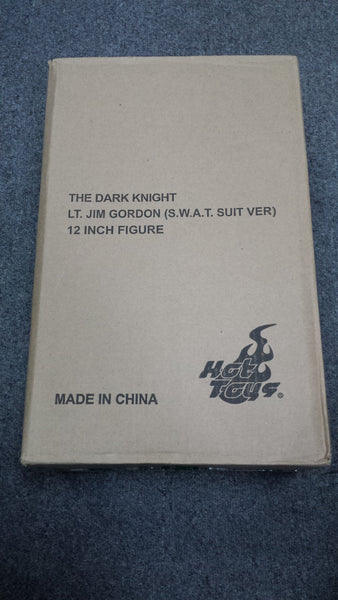 THE DARK KNIGHT
LT. JIM GORDON (S.W.A.T. SUIT VER)
12 INCH FIGURE
Hot
Toys®
MADE IN CHINA